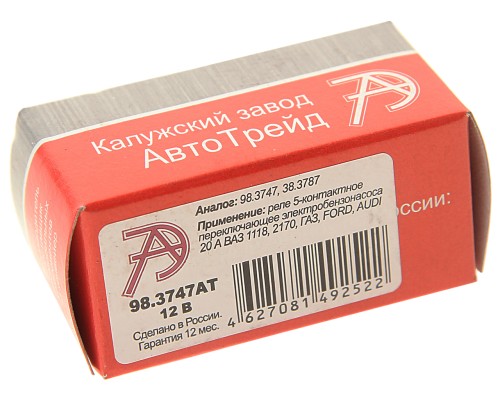 Калужский завод
АвтоТрейд
Аналог: 98.3747, 38.3787
Применение: реле 5-контактное
переключающее электробензонасоса
20 А ВАЗ 1118, 2170, ГАЗ, FORD, AUDI
98.3747АТ
12 В
Сделано в России.
Гарантия 12 мес.
4 627081 492522
оссии: